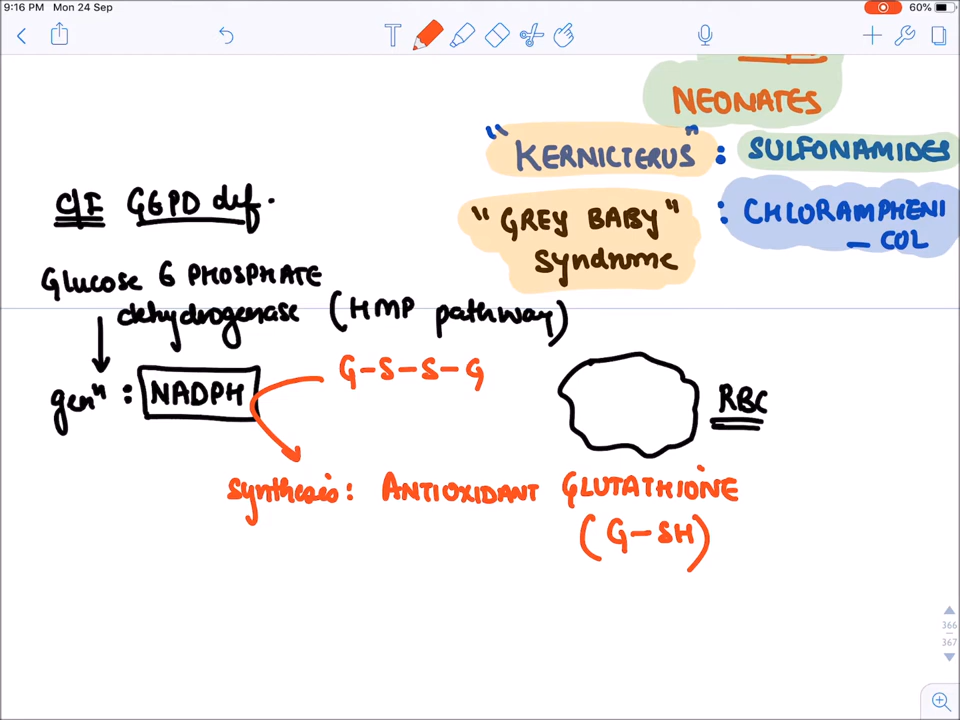 9:16 PM Mon 24 Sep
60%
T
NEONATES
"KERNICTERUS" : SULFONAMIDES
"GREY BABY" : CHLORAMPHENI
Syndrome – COL
C/I G6PD def.
Glucose 6 PHOSPHATE
dehydrogenase (HMP pathway)
G-S-S-G
genⁿ : NADPH
RBC
Synthesis: ANTIOXIDANT GLUTATHIONE
(G-SH)
366
367